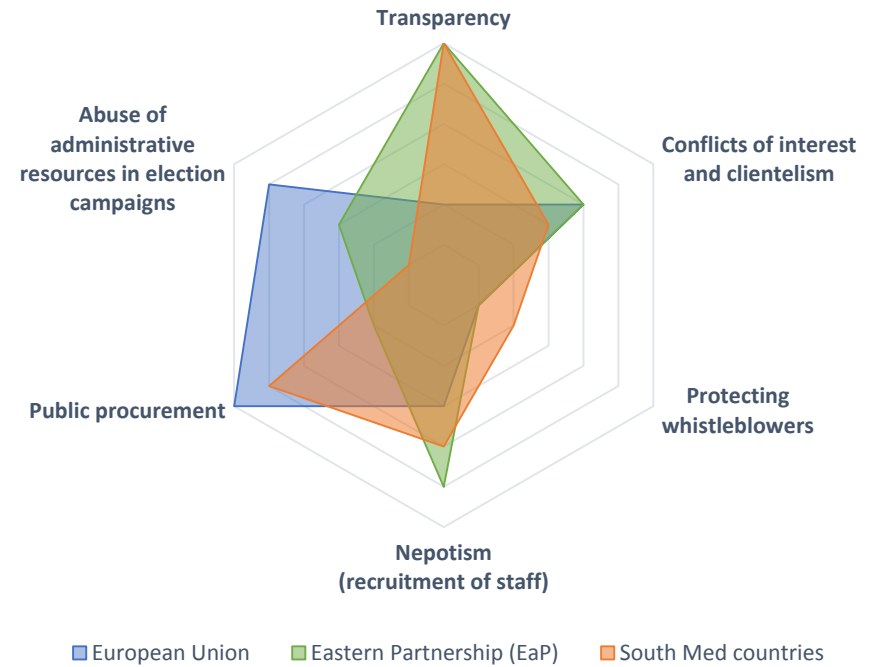 Transparency
Abuse of
administrative
resources in election
campaigns
Conflicts of interest
and clientelism
Public procurement
Protecting
whistleblowers
Nepotism
(recruitment of staff)
European Union
Eastern Partnership (EaP)
South Med countries